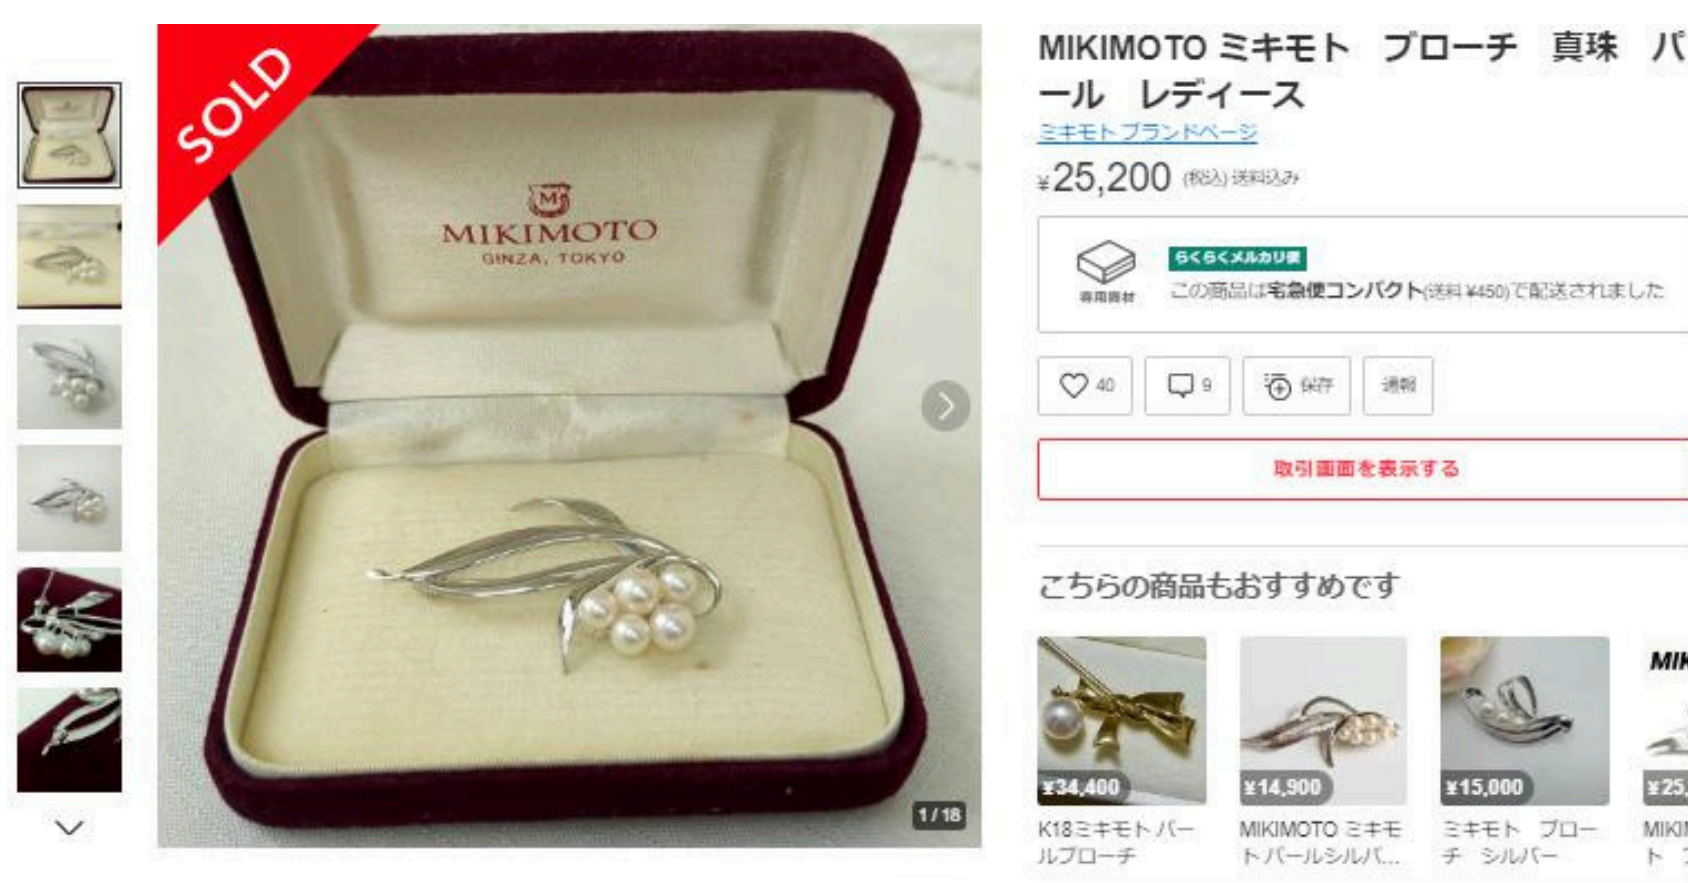 SOLD
MIKIMOTO
GINZA, TOKYO
1 / 18
MIKIMOTO ミキモト　ブローチ　真珠　パ
ール　レディース
ミキモト ブランドページ
¥25,200 (税込) 送料込み
専用資材
らくらくメルカリ便
この商品は宅急便コンパクト(送料 ¥450)で配送されました
40
9
保存
通報
取引画面を表示する
こちらの商品もおすすめです
¥34,400
¥14,900
¥15,000
¥25,
K18ミキモト パー
ルブローチ
MIKIMOTO ミキモ
ト パールシルバ...
ミキモト　ブロー
チ　シルバー
MIKI
ト